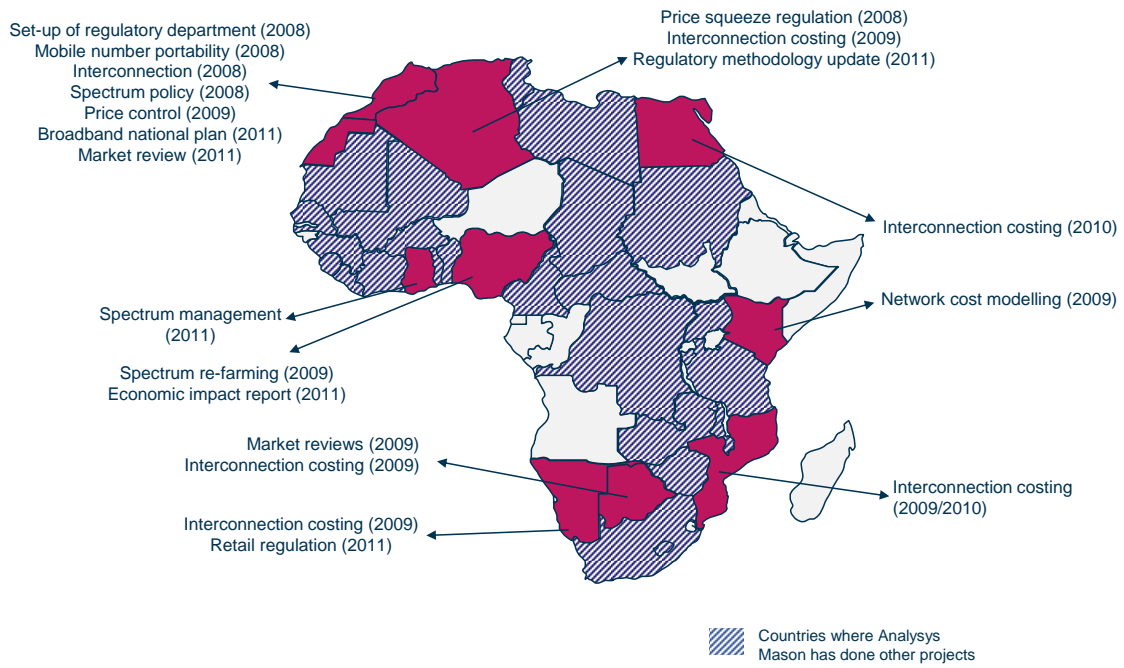 Set-up of regulatory department (2008)
Mobile number portability (2008)
Interconnection (2008)
Spectrum policy (2008)
Price control (2009)
Broadband national plan (2011)
Market review (2011)
Price squeeze regulation (2008)
Interconnection costing (2009)
Regulatory methodology update (2011)
Interconnection costing (2010)
Network cost modelling (2009)
Spectrum management
(2011)
Spectrum re-farming (2009)
Economic impact report (2011)
Market reviews (2009)
Interconnection costing (2009)
Interconnection costing
(2009/2010)
Interconnection costing (2009)
Retail regulation (2011)
Countries where Analysys
Mason has done other projects